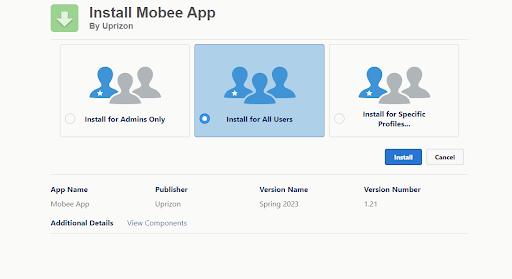 Install Mobee App
By Uprizon
Install for Admins Only
Install for All Users
Install for Specific
Profiles...
Install Cancel
App Name Publisher Version Name Version Number
Mobee App Uprizon Spring 2023 1.21
Additional Details View Components